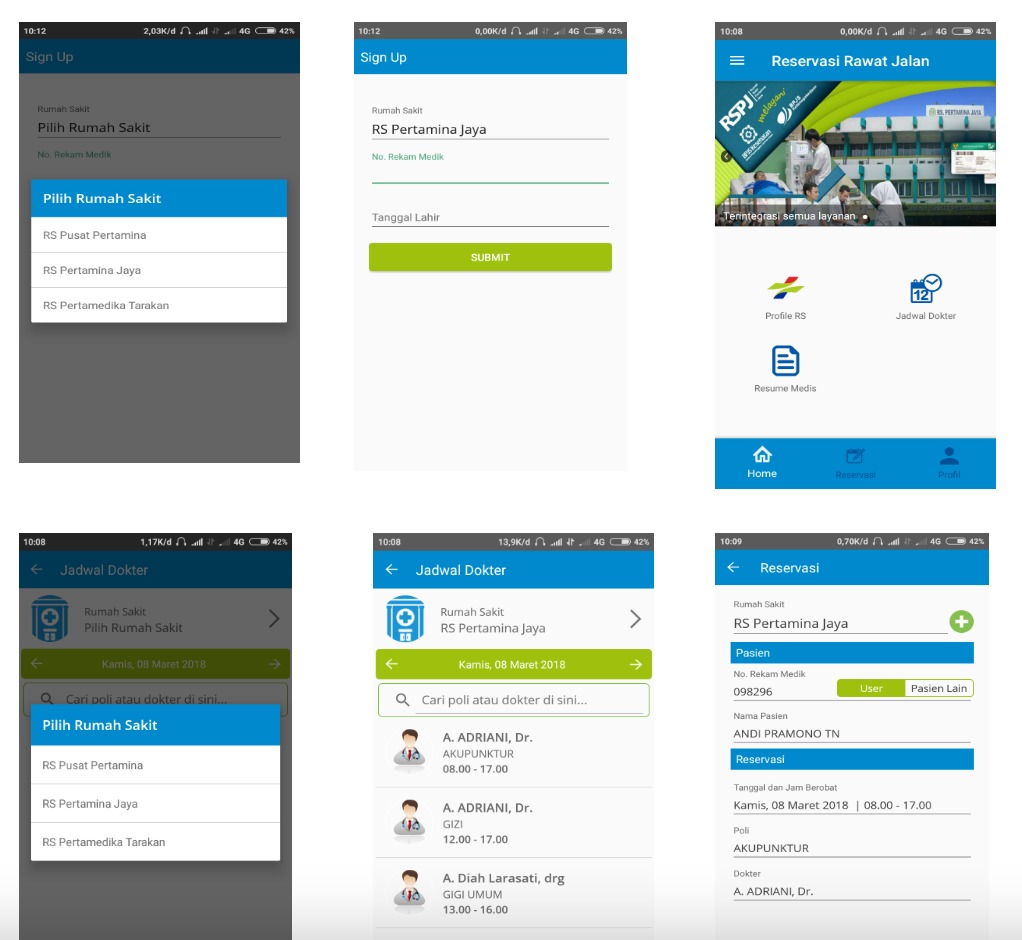 10:12 2,03K/d 4G 42%
Sign Up
Rumah Sakit
Pilih Rumah Sakit
No. Rekam Medik
Pilih Rumah Sakit
RS Pusat Pertamina
RS Pertamina Jaya
RS Pertamedika Tarakan
10:12 0,00K/d 4G 42%
Sign Up
Rumah Sakit
RS Pertamina Jaya
No. Rekam Medik
Tanggal Lahir
SUBMIT
10:08 0,00K/d 4G 42%
Reservasi Rawat Jalan
RSPJ
melayani
BPJS
RS. PERTAMINA JAYA
Terintegrasi semua layanan
Profile RS
12
Jadwal Dokter
Resume Medis
Home
Reservasi
Profil
10:08 1,17K/d 4G 42%
Jadwal Dokter
Rumah Sakit
Pilih Rumah Sakit
Kamis, 08 Maret 2018
Cari poli atau dokter di sini...
Pilih Rumah Sakit
RS Pusat Pertamina
RS Pertamina Jaya
RS Pertamedika Tarakan
10:08 13,9K/d 4G 42%
Jadwal Dokter
Rumah Sakit
RS Pertamina Jaya
Kamis, 08 Maret 2018
Cari poli atau dokter di sini...
A. ADRIANI, Dr.
AKUPUNKTUR
08.00 - 17.00
A. ADRIANI, Dr.
GIZI
12.00 - 17.00
A. Diah Larasati, drg
GIGI UMUM
13.00 - 16.00
10:09 0,70K/d 4G 42%
Reservasi
Rumah Sakit
RS Pertamina Jaya
Pasien
No. Rekam Medik
098296 User Pasien Lain
Nama Pasien
ANDI PRAMONO TN
Reservasi
Tanggal dan Jam Berobat
Kamis, 08 Maret 2018 | 08.00 - 17.00
Poli
AKUPUNKTUR
Dokter
A. ADRIANI, Dr.